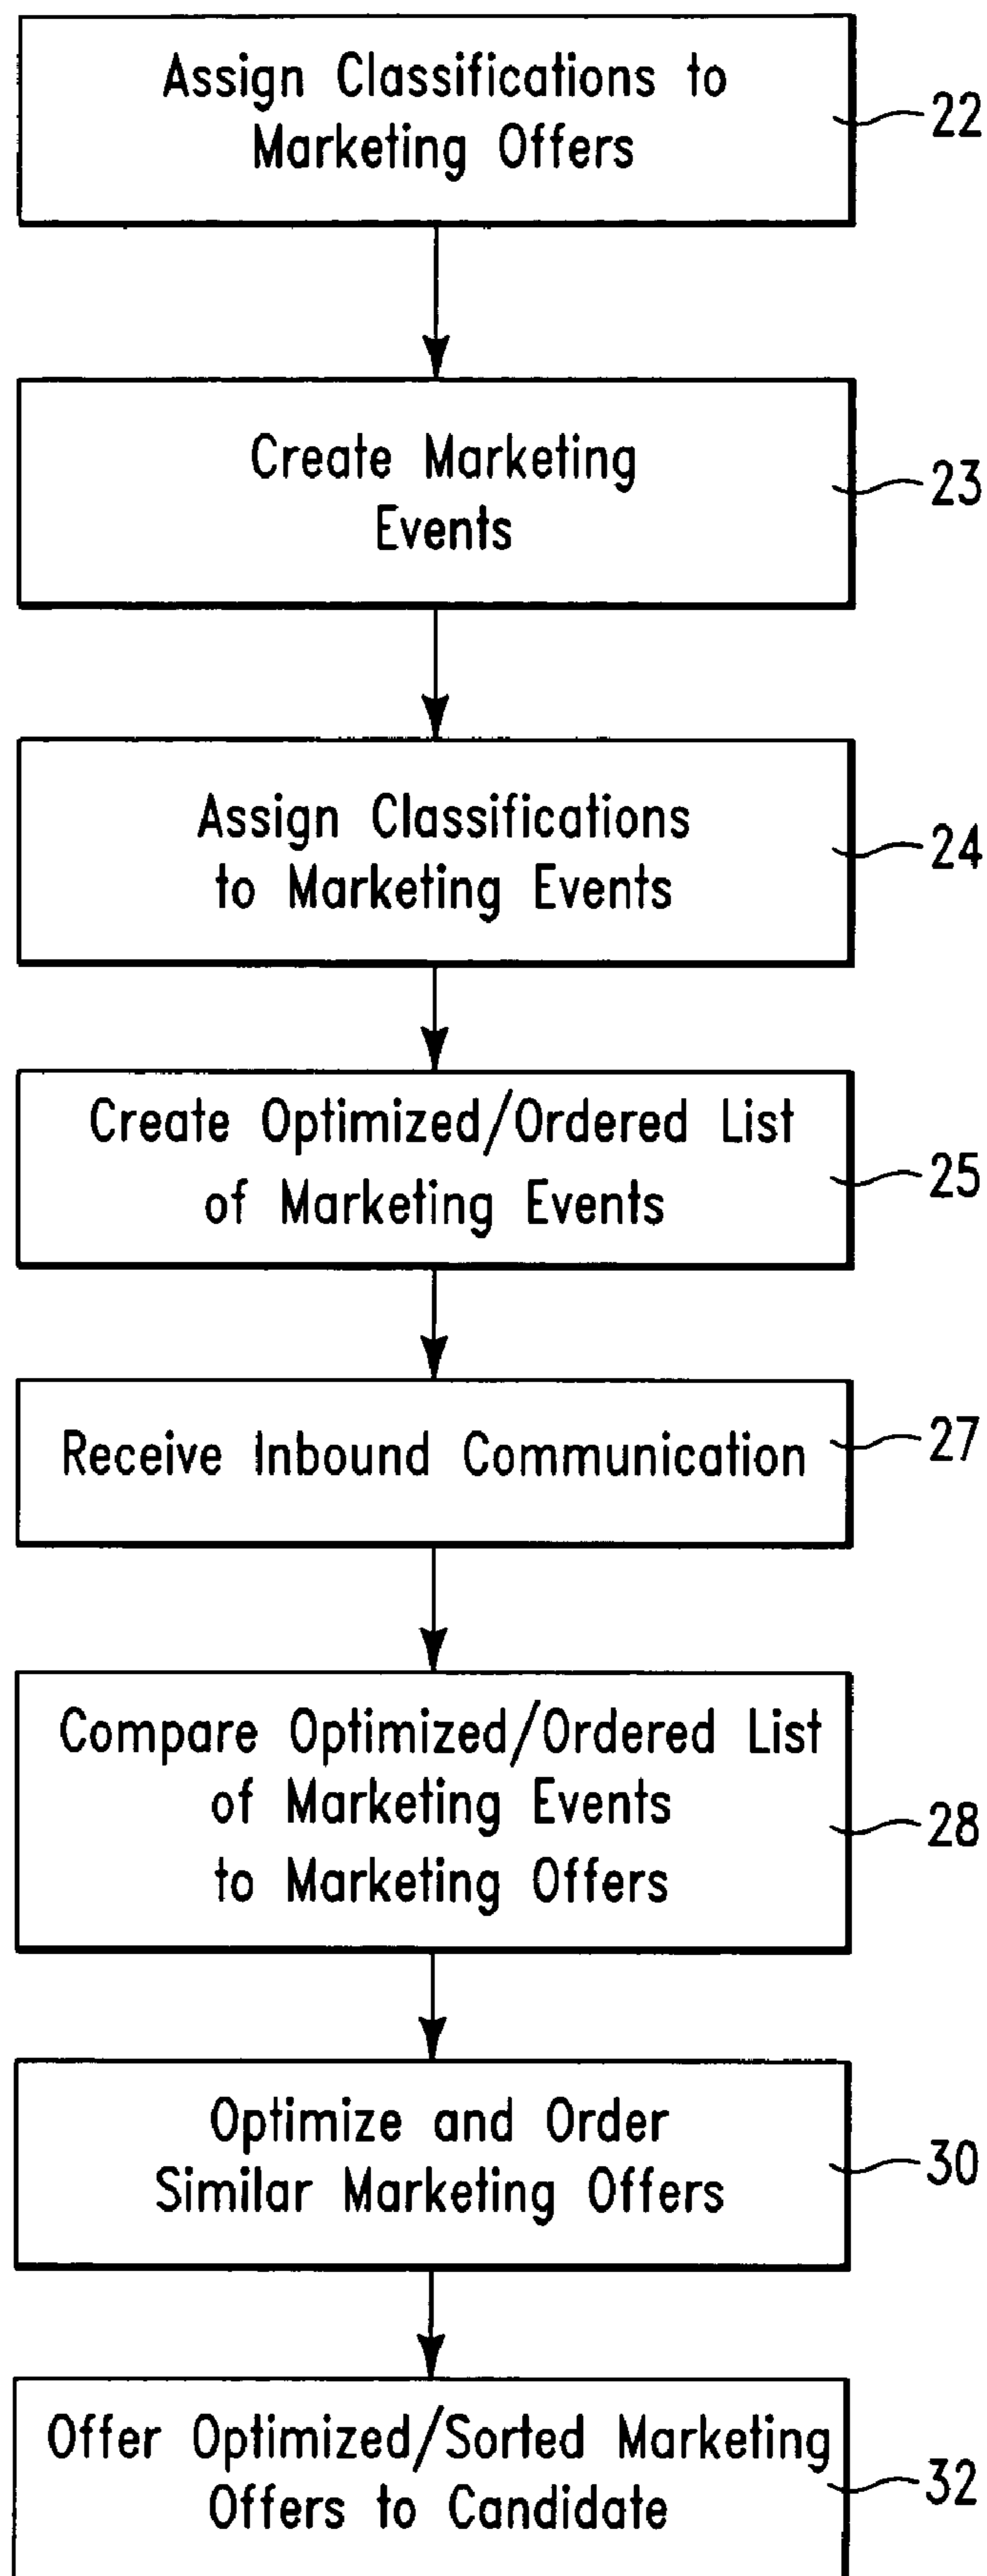 Assign Classifications to
Marketing Offers
22
Create Marketing
Events
23
Assign Classifications
to Marketing Events
24
Create Optimized/Ordered List
of Marketing Events
25
Receive Inbound Communication
27
Compare Optimized/Ordered List
of Marketing Events
to Marketing Offers
28
Optimize and Order
Similar Marketing Offers
30
Offer Optimized/Sorted Marketing
Offers to Candidate
32